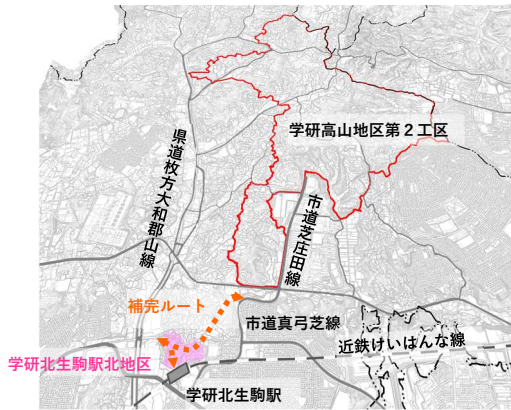 学研高山地区第２工区
県道枚方大和郡山線
市道芝庄田線
補完ルート
市道真弓芝線
近鉄けいはんな線
学研北生駒駅北地区
学研北生駒駅